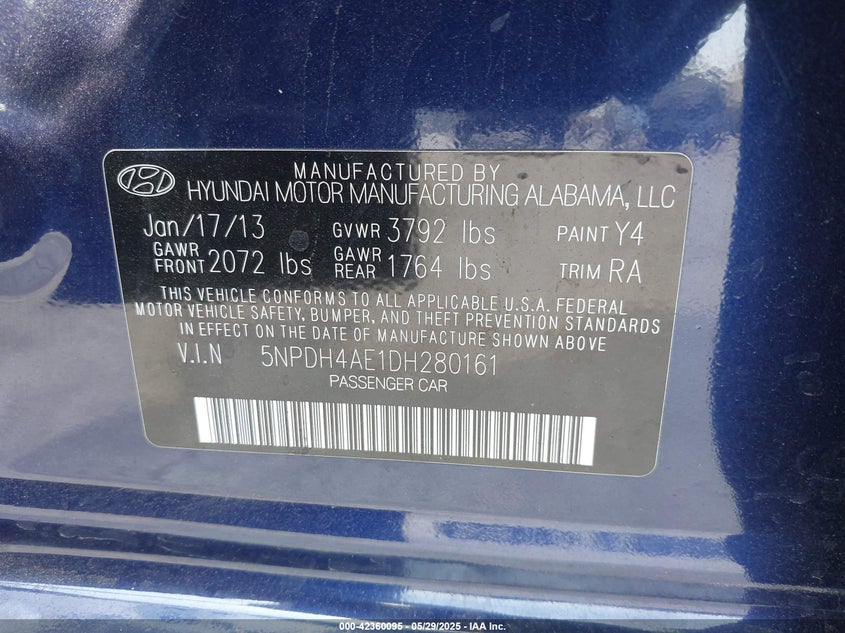 MANUFACTURED BY
HYUNDAI MOTOR MANUFACTURING ALABAMA, LLC
Jan/17/13 GVWR 3792 lbs PAINT Y4
GAWR FRONT 2072 lbs GAWR REAR 1764 lbs TRIM RA
THIS VEHICLE CONFORMS TO ALL APPLICABLE U.S.A. FEDERAL
MOTOR VEHICLE SAFETY, BUMPER, AND THEFT PREVENTION STANDARDS
IN EFFECT ON THE DATE OF MANUFACTURE SHOWN ABOVE
V.I.N 5NPDH4AE1DH280161
PASSENGER CAR
000-42360095 - 05/29/2025 - IAA Inc.